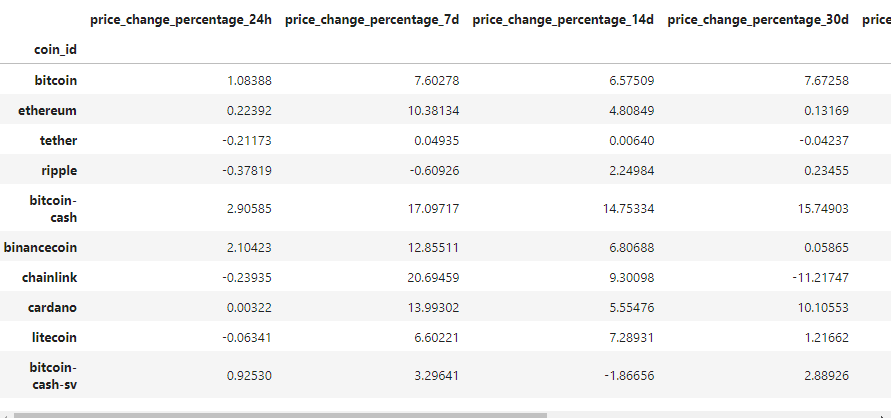 price_change_percentage_24h price_change_percentage_7d price_change_percentage_14d price_change_percentage_30d price
coin_id
bitcoin 1.08388 7.60278 6.57509 7.67258
ethereum 0.22392 10.38134 4.80849 0.13169
tether -0.21173 0.04935 0.00640 -0.04237
ripple -0.37819 -0.60926 2.24984 0.23455
bitcoin-
cash 2.90585 17.09717 14.75334 15.74903
binancecoin 2.10423 12.85511 6.80688 0.05865
chainlink -0.23935 20.69459 9.30098 -11.21747
cardano 0.00322 13.99302 5.55476 10.10553
litecoin -0.06341 6.60221 7.28931 1.21662
bitcoin-
cash-sv 0.92530 3.29641 -1.86656 2.88926